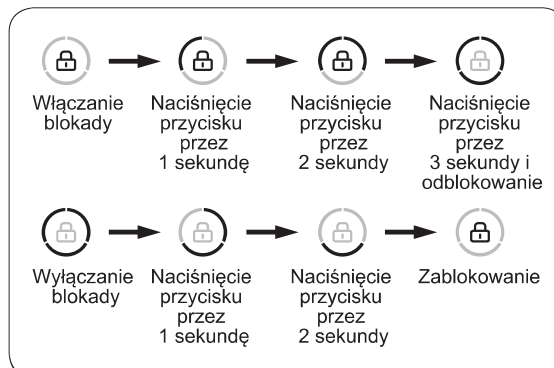 Włączanie
blokady
Naciśnięcie
przycisku
przez
1 sekundę
Naciśnięcie
przycisku
przez
2 sekundy
Naciśnięcie
przycisku
przez
3 sekundy i
odblokowanie
Wyłączanie
blokady
Naciśnięcie
przycisku
przez
1 sekundę
Naciśnięcie
przycisku
przez
2 sekundy
Zablokowanie